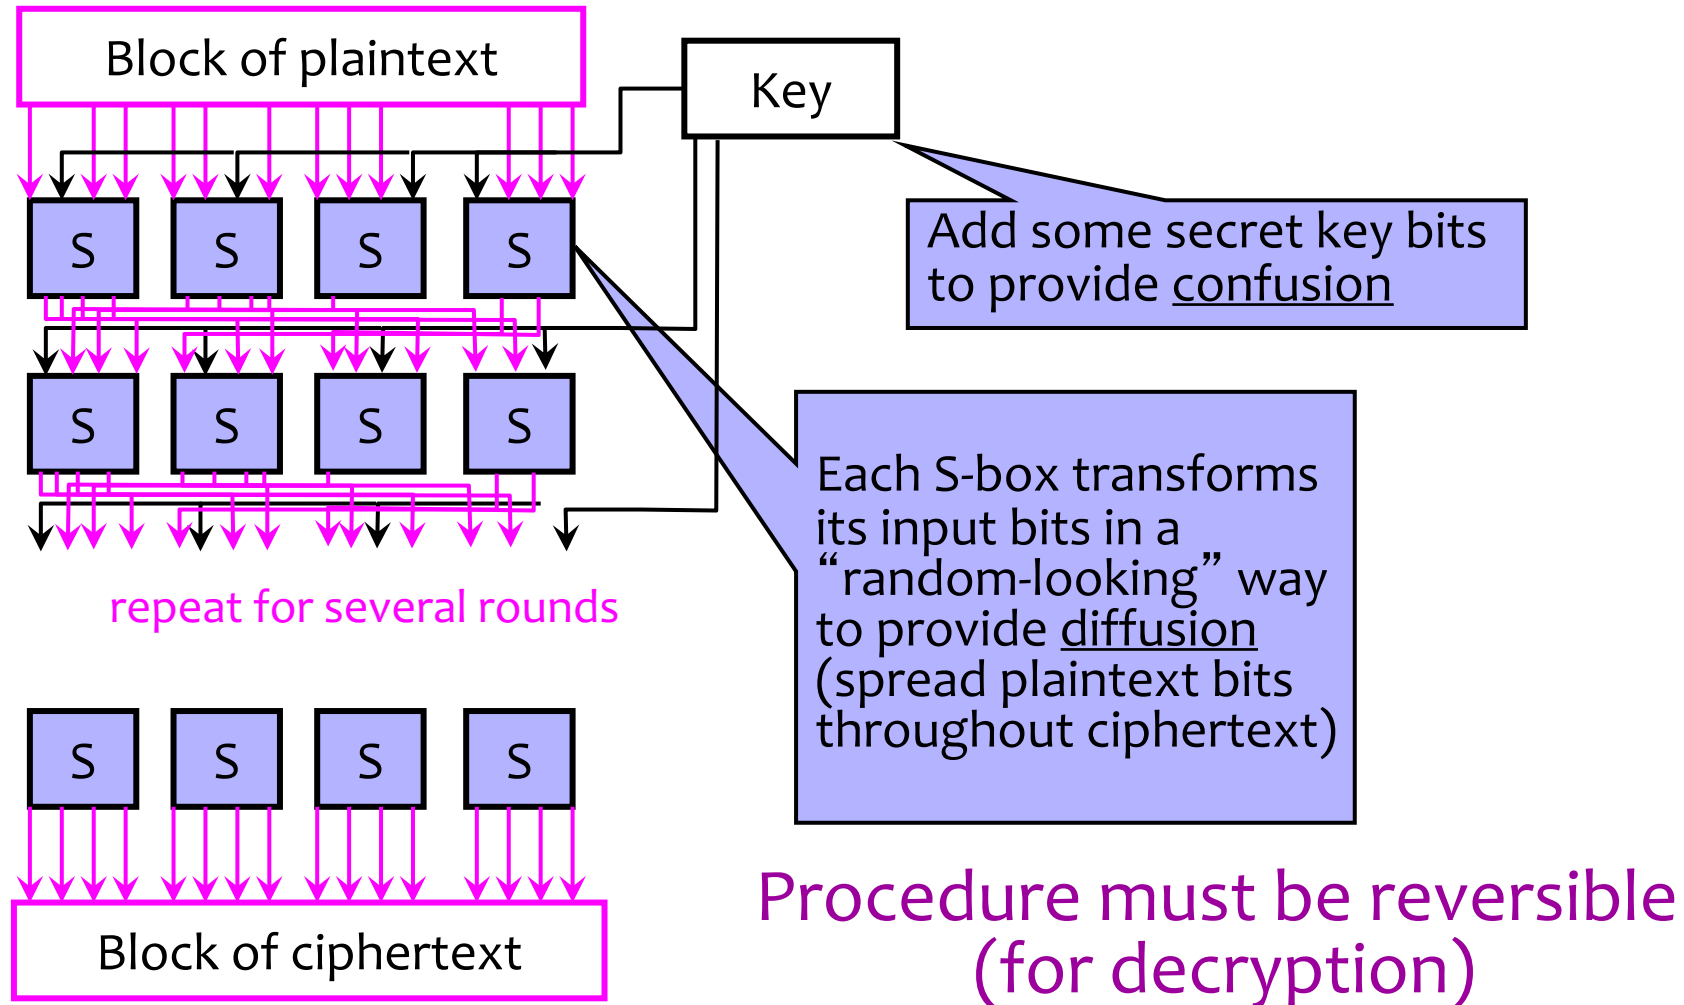 Block of plaintext
Key
S S S S
Add some secret key bits
to provide confusion
S S S S
Each S-box transforms
its input bits in a
“random-looking” way
to provide diffusion
(spread plaintext bits
throughout ciphertext)
repeat for several rounds
S S S S
Block of ciphertext
Procedure must be reversible
(for decryption)